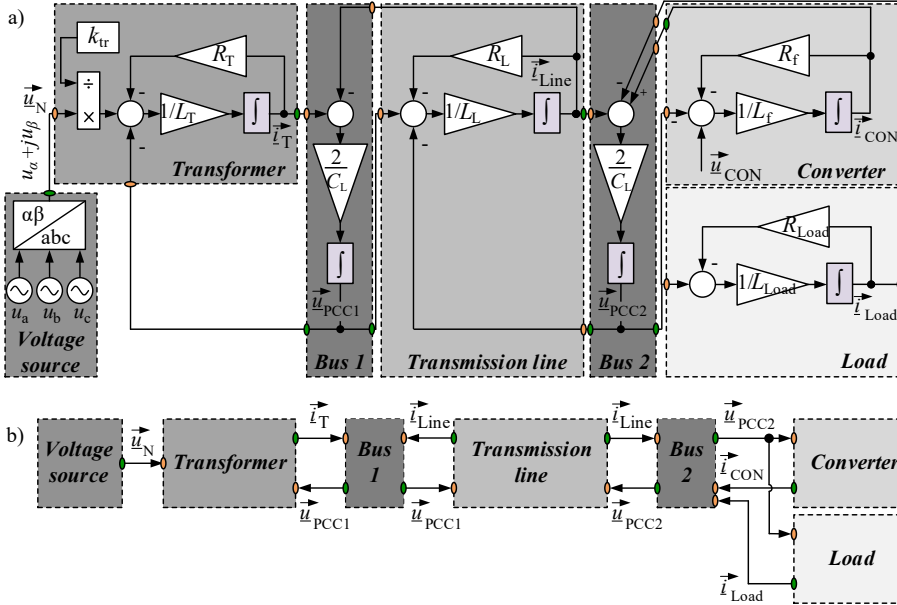 a)
k_tr
R_T
R_L
R_f
u_N
÷
×
1/L_T
∫
i_T
i_Line
1/L_L
∫
1/L_f
∫
i_CON
u_CON
Transformer
Converter
u_α+ju_β
2/C_L
2/C_L
αβ
abc
R_Load
1/L_Load
∫
i_Load
∫
∫
u_a u_b u_c
u_PCC1
u_PCC2
Voltage
source
Bus 1
Transmission line
Bus 2
Load
b)
i_T
i_Line
i_Line
u_PCC2
Voltage
source
u_N
Transformer
Bus
1
Transmission
line
Bus
2
i_CON
Converter
u_PCC1
u_PCC1
u_PCC2
Load
i_Load